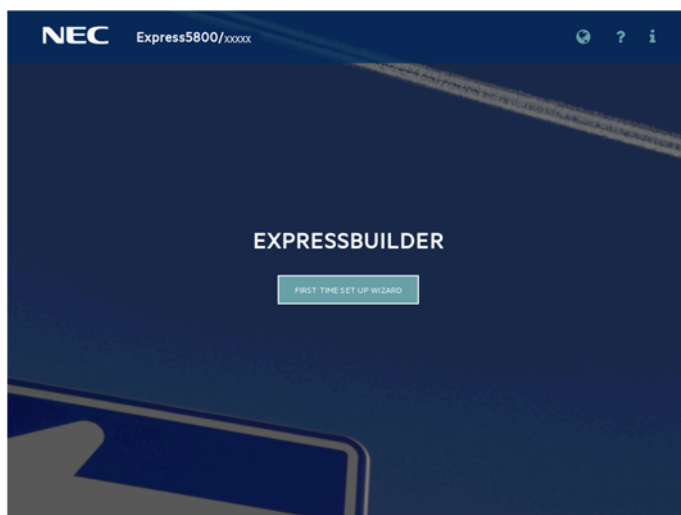 NEC Express5800/xxxxx ? i
EXPRESSBUILDER
FIRST TIME SET UP WIZARD